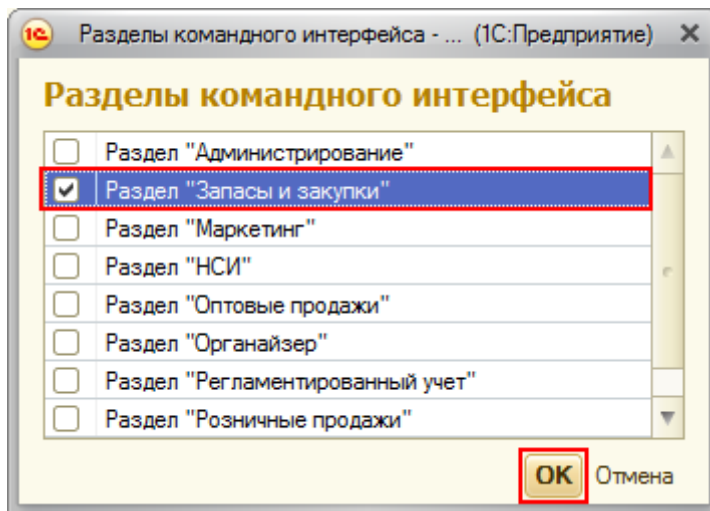 1С Разделы командного интерфейса - ... (1С:Предприятие)
Разделы командного интерфейса
Раздел "Администрирование"
Раздел "Запасы и закупки"
Раздел "Маркетинг"
Раздел "НСИ"
Раздел "Оптовые продажи"
Раздел "Органайзер"
Раздел "Регламентированный учет"
Раздел "Розничные продажи"
OK Отмена